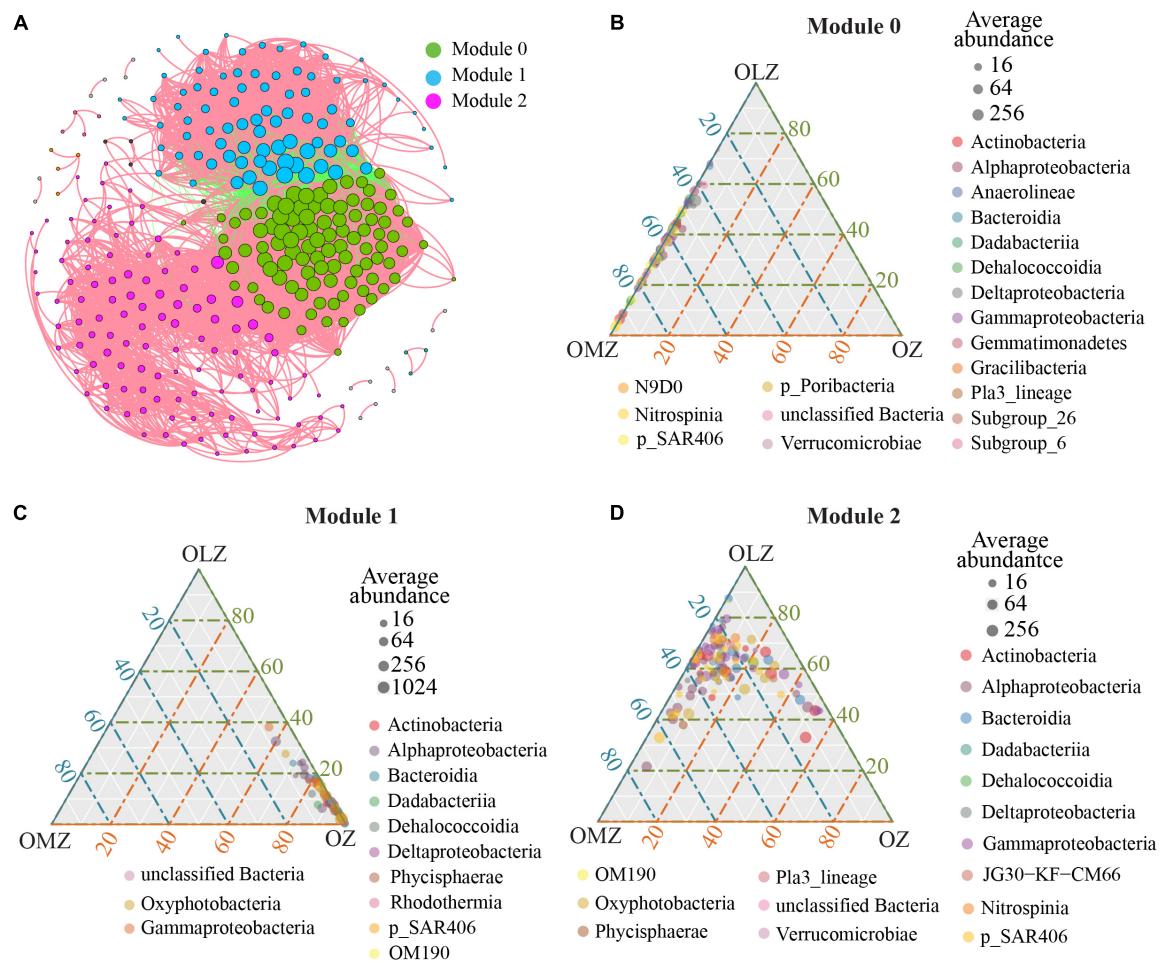 A
Module 0
Module 1
Module 2
B
Module 0
Average
abundance
16
64
256
OLZ
20
40
60
80
80
60
40
20
OMZ
20
40
60
80
OZ
Actinobacteria
Alphaproteobacteria
Anaerolineae
Bacteroidia
Dadabacteriia
Dehalococcoidia
Deltaproteobacteria
Gammaproteobacteria
Gemmatimonadetes
Gracilibacteria
Pla3_lineage
Subgroup_26
Subgroup_6
N9D0
Nitrospinia
p_SAR406
p_Poribacteria
unclassified Bacteria
Verrucomicrobiae
C
Module 1
OLZ
20
40
60
80
80
60
40
20
OMZ
20
40
60
80
OZ
Average
abundance
16
64
256
1024
Actinobacteria
Alphaproteobacteria
Bacteroidia
Dadabacteriia
Dehalococcoidia
Deltaproteobacteria
Phycisphaerae
Rhodothermia
p_SAR406
OM190
unclassified Bacteria
Oxyphotobacteria
Gammaproteobacteria
D
Module 2
OLZ
20
40
60
80
80
60
40
20
OMZ
20
40
60
80
OZ
Average
abundantce
16
64
256
Actinobacteria
Alphaproteobacteria
Bacteroidia
Dadabacteriia
Dehalococcoidia
Deltaproteobacteria
Gammaproteobacteria
JG30−KF−CM66
Nitrospinia
p_SAR406
OM190
Oxyphotobacteria
Phycisphaerae
Pla3_lineage
unclassified Bacteria
Verrucomicrobiae